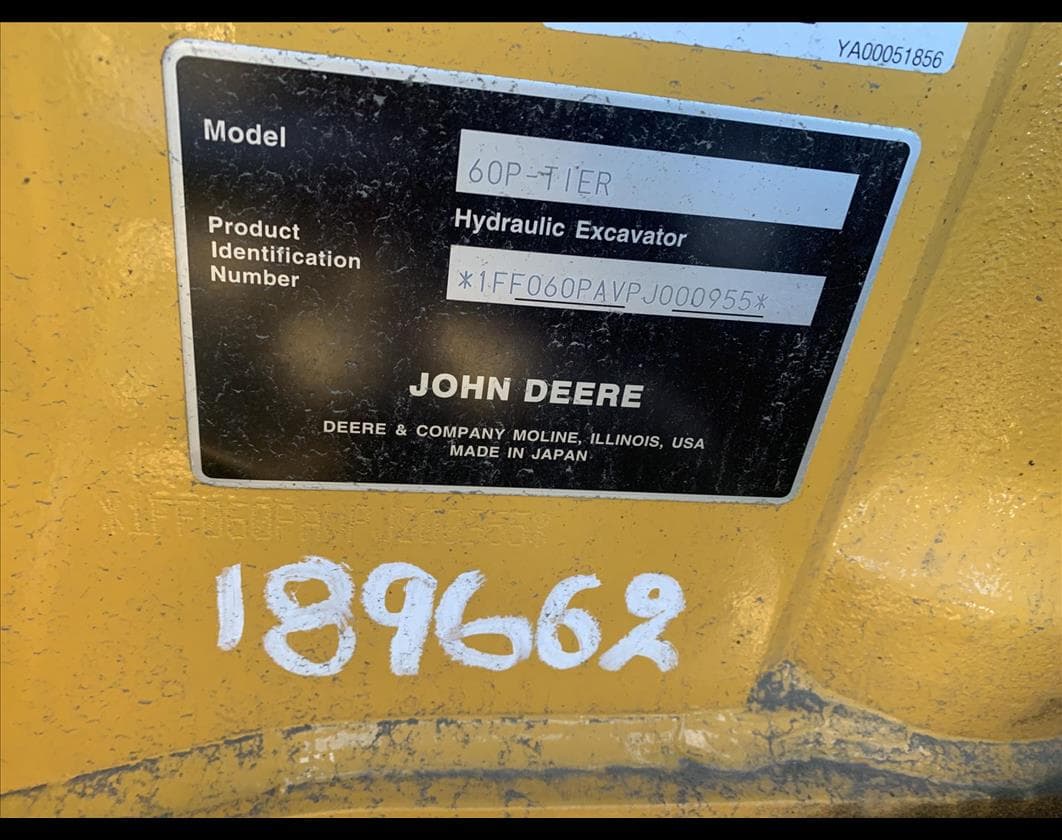 YA00051856
Model
60P-TIER
Hydraulic Excavator
Product
Identification
Number
*1FF060PAVPJ000955*
JOHN DEERE
DEERE & COMPANY MOLINE, ILLINOIS, USA
MADE IN JAPAN
189662